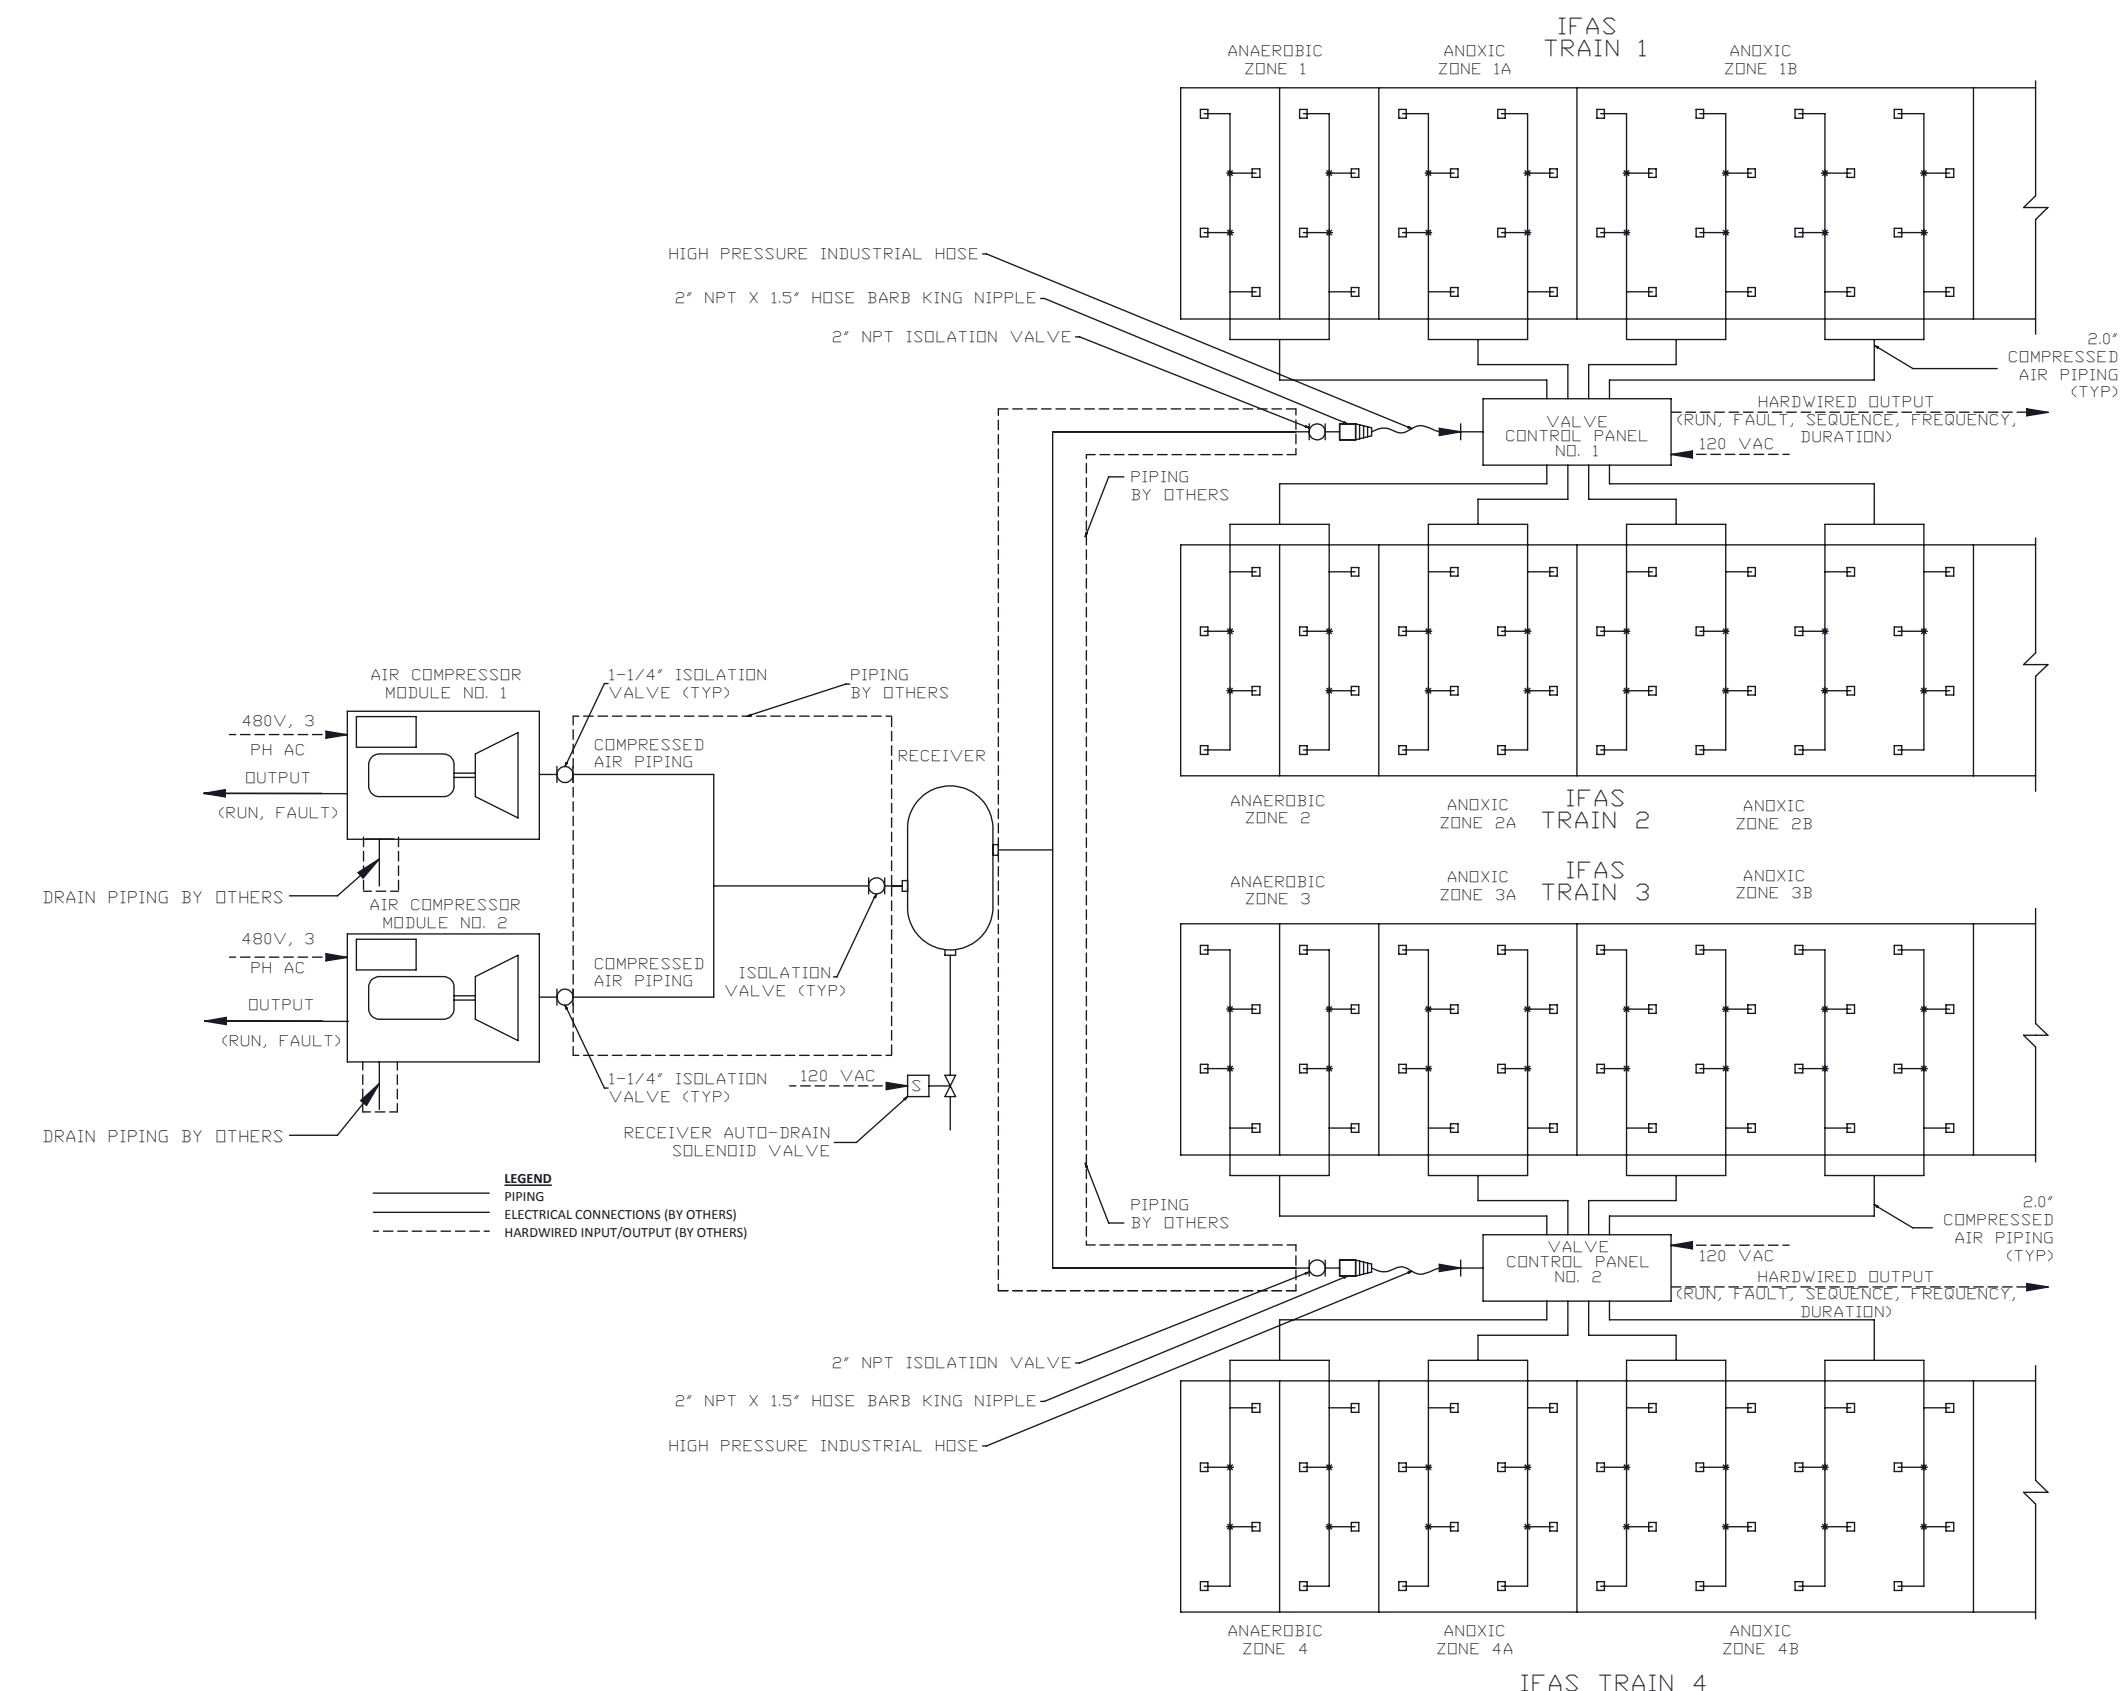 IFAS
TRAIN 1
ANAEROBIC
ZONE 1
ANOXIC
ZONE 1A
ANOXIC
ZONE 1B
HIGH PRESSURE INDUSTRIAL HOSE
2" NPT X 1.5" HOSE BARB KING NIPPLE
2" NPT ISOLATION VALVE
2.0"
COMPRESSED
AIR PIPING
(TYP)
VALVE
CONTROL PANEL
NO. 1
HARDWIRED OUTPUT
(RUN, FAULT, SEQUENCE, FREQUENCY,
DURATION)
120 VAC
PIPING
BY OTHERS
AIR COMPRESSOR
MODULE NO. 1
1-1/4" ISOLATION
VALVE (TYP)
PIPING
BY OTHERS
480V, 3
PH AC
OUTPUT
(RUN, FAULT)
COMPRESSED
AIR PIPING
RECEIVER
ANAEROBIC
ZONE 2
ANOXIC
ZONE 2A
IFAS
TRAIN 2
ANOXIC
ZONE 2B
DRAIN PIPING BY OTHERS
AIR COMPRESSOR
MODULE NO. 2
ANAEROBIC
ZONE 3
ANOXIC
ZONE 3A
IFAS
TRAIN 3
ANOXIC
ZONE 3B
480V, 3
PH AC
OUTPUT
(RUN, FAULT)
COMPRESSED
AIR PIPING
ISOLATION
VALVE (TYP)
1-1/4" ISOLATION
VALVE (TYP)
120 VAC
S
DRAIN PIPING BY OTHERS
RECEIVER AUTO-DRAIN
SOLENOID VALVE
LEGEND
PIPING
ELECTRICAL CONNECTIONS (BY OTHERS)
HARDWIRED INPUT/OUTPUT (BY OTHERS)
PIPING
BY OTHERS
2.0"
COMPRESSED
AIR PIPING
(TYP)
VALVE
CONTROL PANEL
NO. 2
120 VAC
HARDWIRED OUTPUT
(RUN, FAULT, SEQUENCE, FREQUENCY,
DURATION)
2" NPT ISOLATION VALVE
2" NPT X 1.5" HOSE BARB KING NIPPLE
HIGH PRESSURE INDUSTRIAL HOSE
ANAEROBIC
ZONE 4
ANOXIC
ZONE 4A
ANOXIC
ZONE 4B
IFAS TRAIN 4